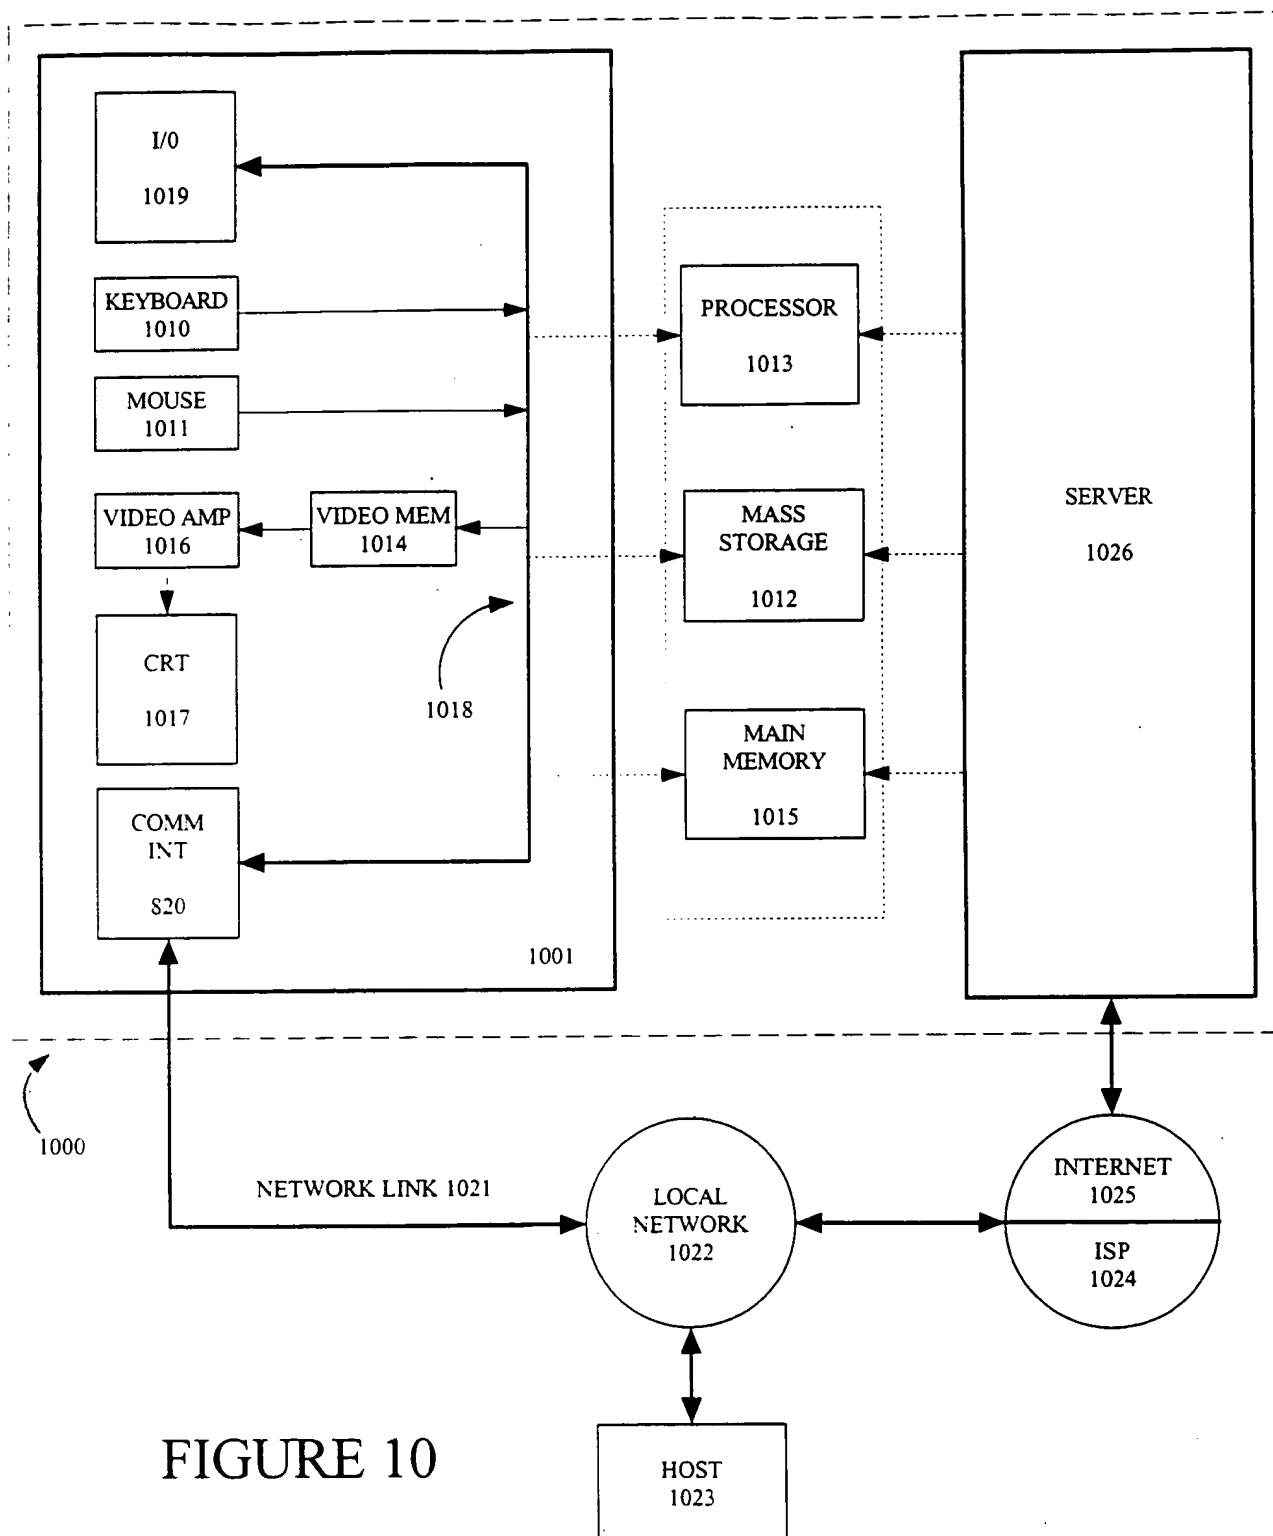 I/0
1019
KEYBOARD
1010
MOUSE
1011
VIDEO AMP
1016
VIDEO MEM
1014
CRT
1017
1018
COMM
INT
820
1001
PROCESSOR
1013
MASS
STORAGE
1012
MAIN
MEMORY
1015
SERVER
1026
1000
NETWORK LINK 1021
LOCAL
NETWORK
1022
INTERNET
1025
ISP
1024
HOST
1023
FIGURE 10